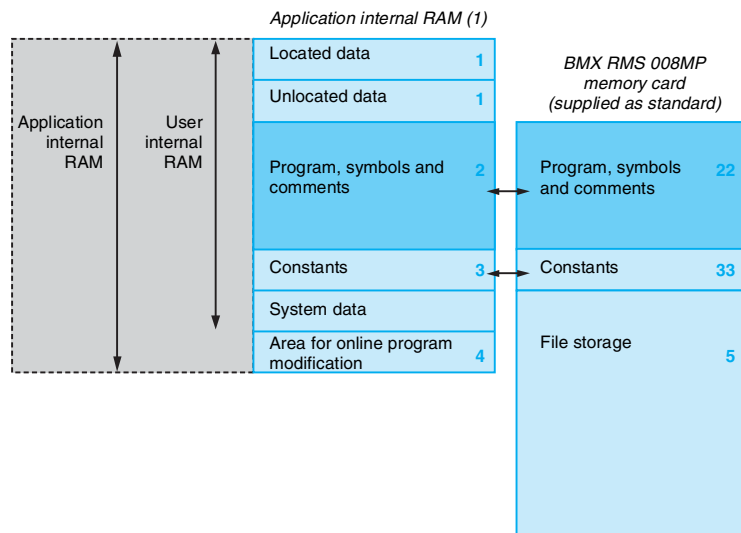 Application internal RAM (1)
Located data 1
BMX RMS 008MP
memory card
(supplied as standard)
Unlocated data 1
Application
internal
RAM
User
internal
RAM
Program, symbols and
comments
2
Program, symbols
and comments
22
Constants 3
Constants 33
System data
Area for online program
modification
4
File storage
5